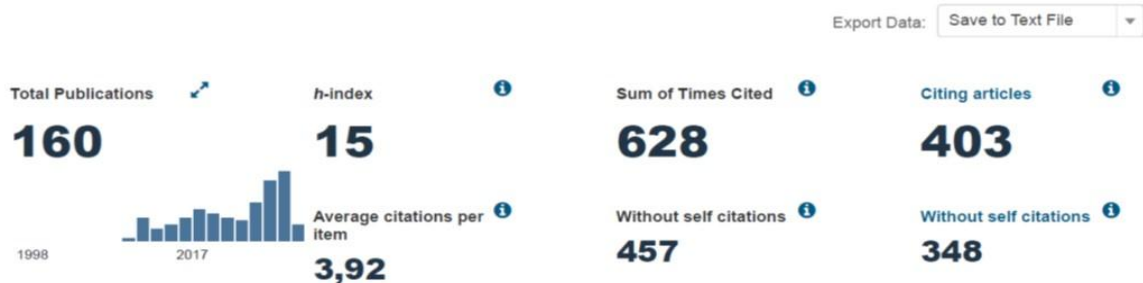 Export Data: Save to Text File
Total Publications
160
1998 2017
h-index
15
Average citations per
item
3,92
Sum of Times Cited
628
Without self citations
457
Citing articles
403
Without self citations
348